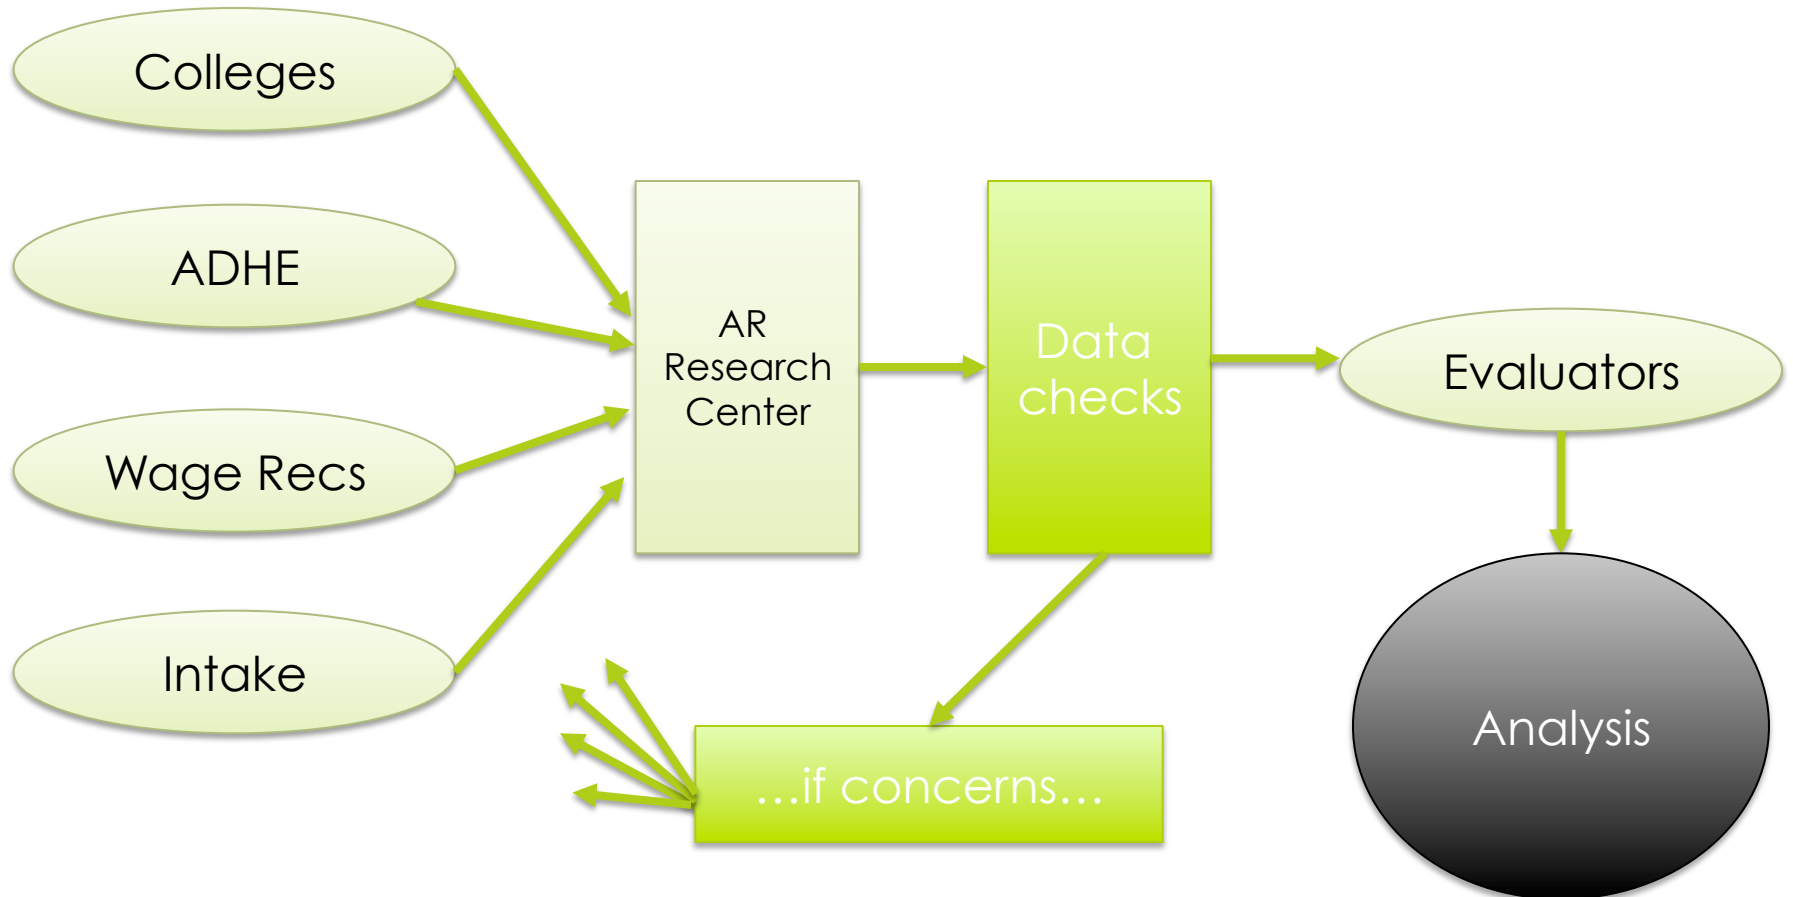 Colleges
ADHE
Wage Recs
Intake
AR
Research
Center
Data
checks
Evaluators
Analysis
…if concerns…